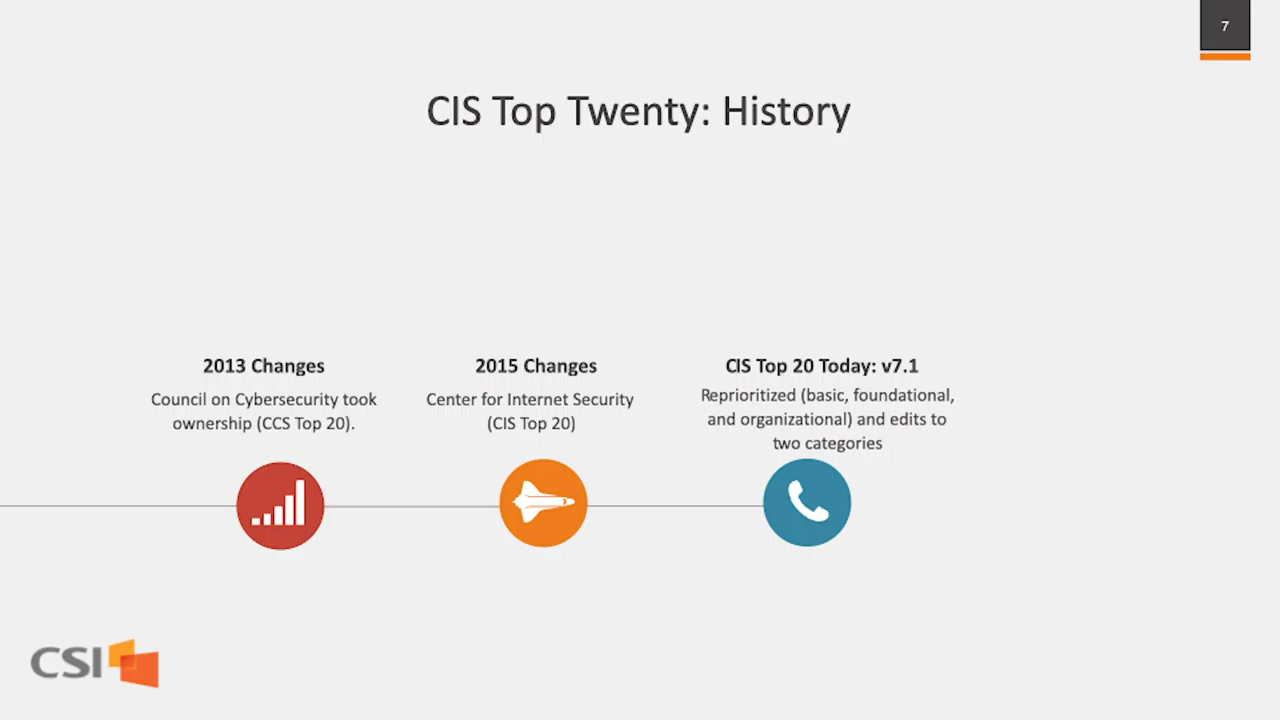 7
CIS Top Twenty: History
2013 Changes
Council on Cybersecurity took
ownership (CCS Top 20).
2015 Changes
Center for Internet Security
(CIS Top 20)
CIS Top 20 Today: v7.1
Reprioritized (basic, foundational,
and organizational) and edits to
two categories
CSI